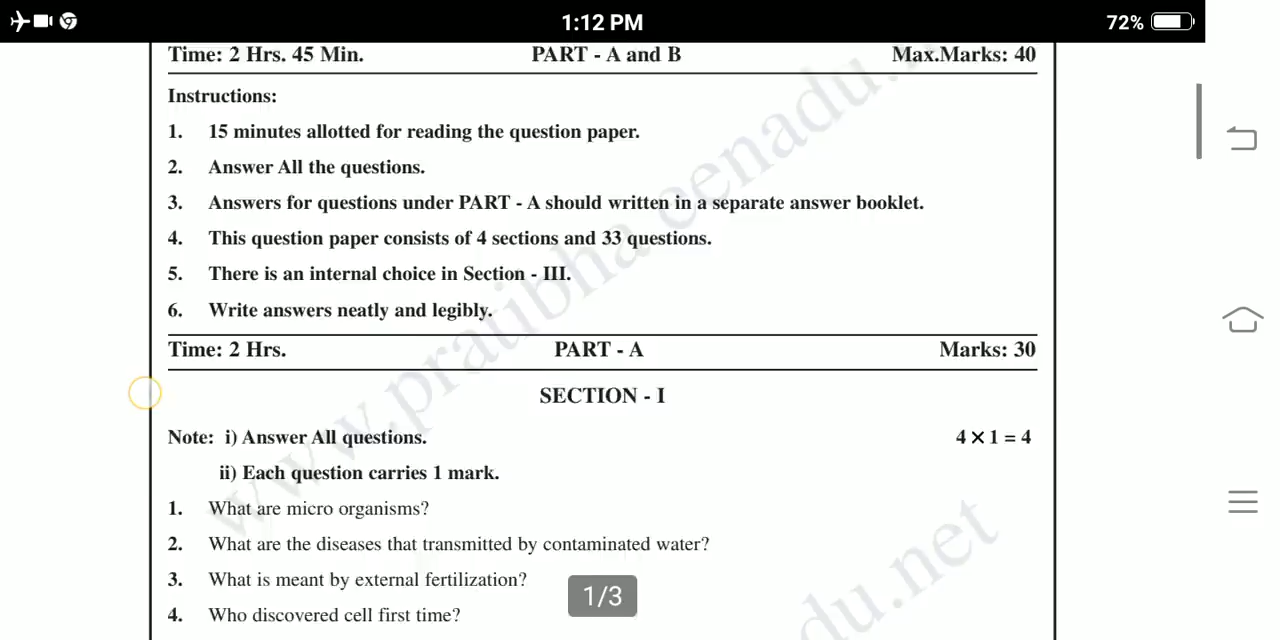 1:12 PM 72%
Time: 2 Hrs. 45 Min. PART - A and B Max.Marks: 40
Instructions:
1. 15 minutes allotted for reading the question paper.
2. Answer All the questions.
3. Answers for questions under PART - A should written in a separate answer booklet.
4. This question paper consists of 4 sections and 33 questions.
5. There is an internal choice in Section - III.
6. Write answers neatly and legibly.
Time: 2 Hrs. PART - A Marks: 30
SECTION - I
Note: i) Answer All questions. 4 × 1 = 4
ii) Each question carries 1 mark.
1. What are micro organisms?
2. What are the diseases that transmitted by contaminated water?
3. What is meant by external fertilization?
4. Who discovered cell first time?
1/3
www.pratibha.eenadu.
du.net